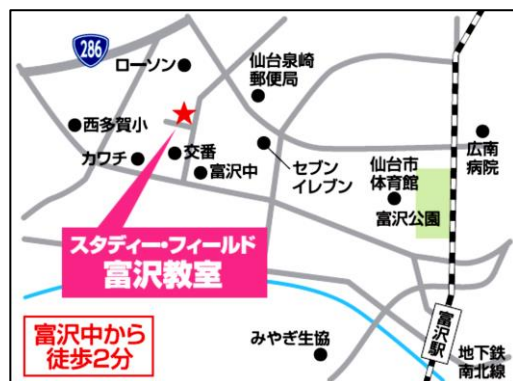 286
ローソン
仙台泉崎
郵便局
西多賀小
カワチ
交番
富沢中
セブン
イレブン
仙台市
体育館
富沢公園
広南
病院
スタディー・フィールド
富沢教室
富沢中から
徒歩2分
みやぎ生協
富沢駅
地下鉄
南北線